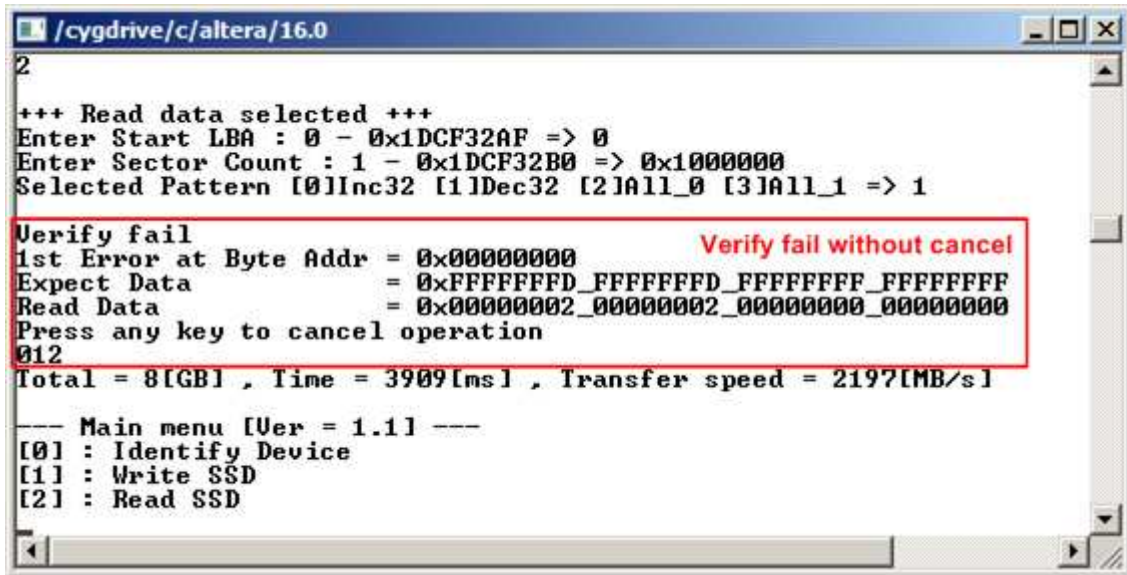 /cygdrive/c/altera/16.0
2
+++ Read data selected +++
Enter Start LBA : 0 - 0x1DCF32AF => 0
Enter Sector Count : 1 - 0x1DCF32B0 => 0x1000000
Selected Pattern [0]Inc32 [1]Dec32 [2]All_0 [3]All_1 => 1
Verify fail
Verify fail without cancel
1st Error at Byte Addr = 0x00000000
Expect Data = 0xFFFFFFFD_FFFFFFFD_FFFFFFFF_FFFFFFFF
Read Data = 0x00000002_00000002_00000000_00000000
Press any key to cancel operation
012
Total = 8[GB] , Time = 3909[ms] , Transfer speed = 2197[MB/s]
--- Main menu [Ver = 1.1] ---
[0] : Identify Device
[1] : Write SSD
[2] : Read SSD